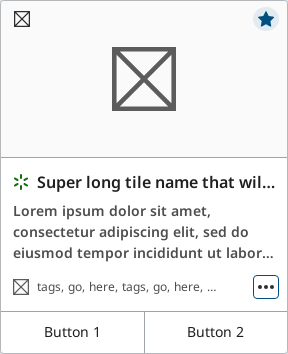 Super long tile name that wil...
Lorem ipsum dolor sit amet,
consectetur adipiscing elit, sed do
eiusmod tempor incididunt ut labor...
tags, go, here, tags, go, here, ...
Button 1
Button 2